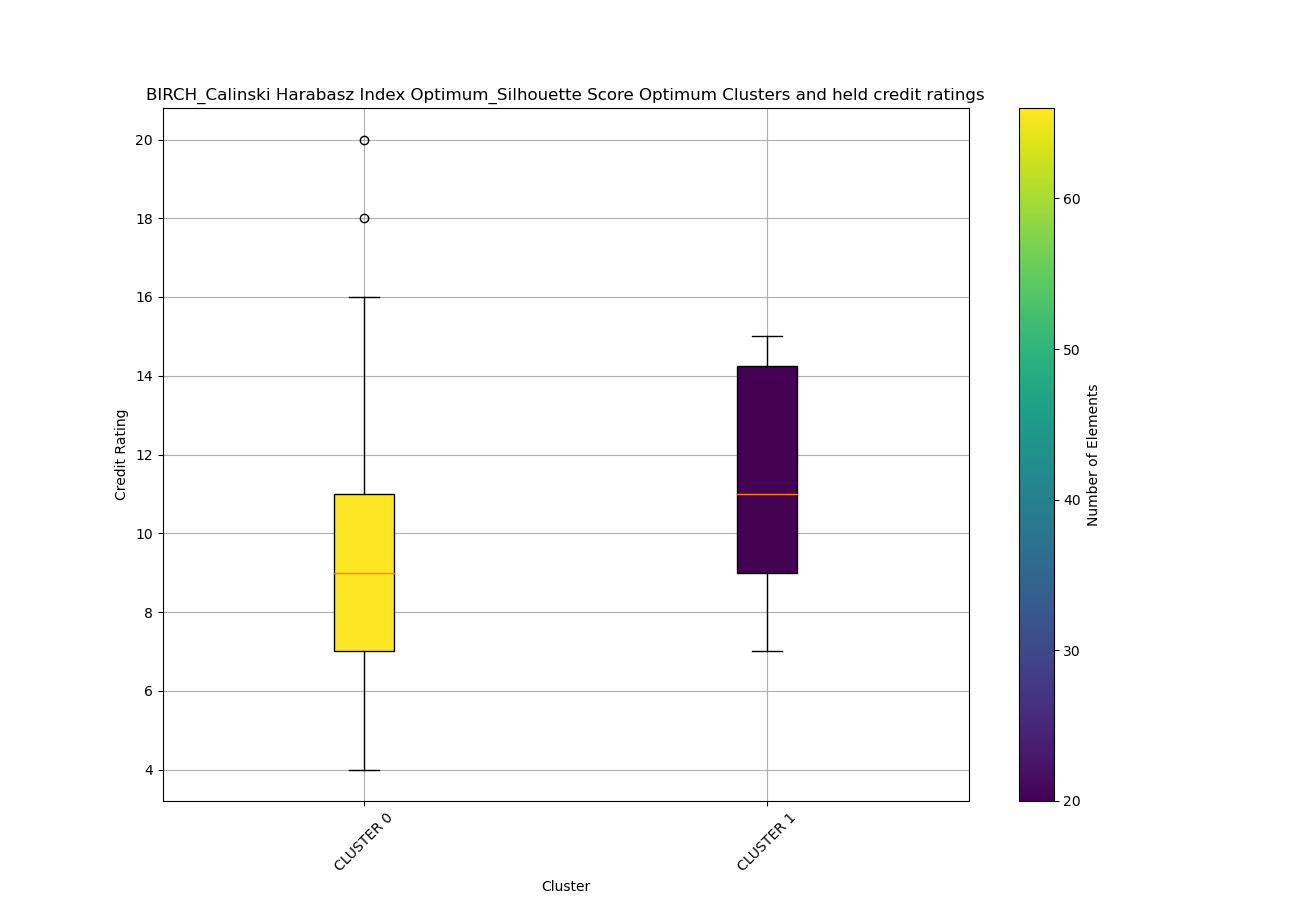 BIRCH_Calinski Harabasz Index Optimum_Silhouette Score Optimum Clusters and held credit ratings
20
18
16
14
12
10
8
6
4
Credit Rating
CLUSTER 0
CLUSTER 1
Cluster
60
50
40
30
20
Number of Elements